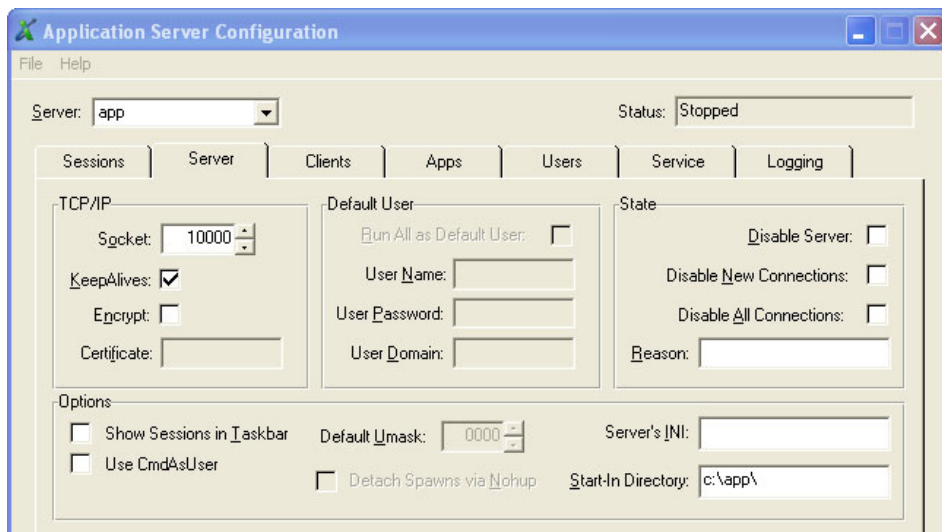 Application Server Configuration
File Help
Server: app Status: Stopped
Sessions Server Clients Apps Users Service Logging
TCP/IP Default User State
Socket: 10000 Run All as Default User: Disable Server:
KeepAlives: User Name: Disable New Connections:
Encrypt: User Password: Disable All Connections:
Certificate: User Domain: Reason:
Options
Show Sessions in Taskbar Default Umask: 0000 Server's INI:
Use CmdAsUser Detach Spawns via Nohup Start-In Directory: c:\app\